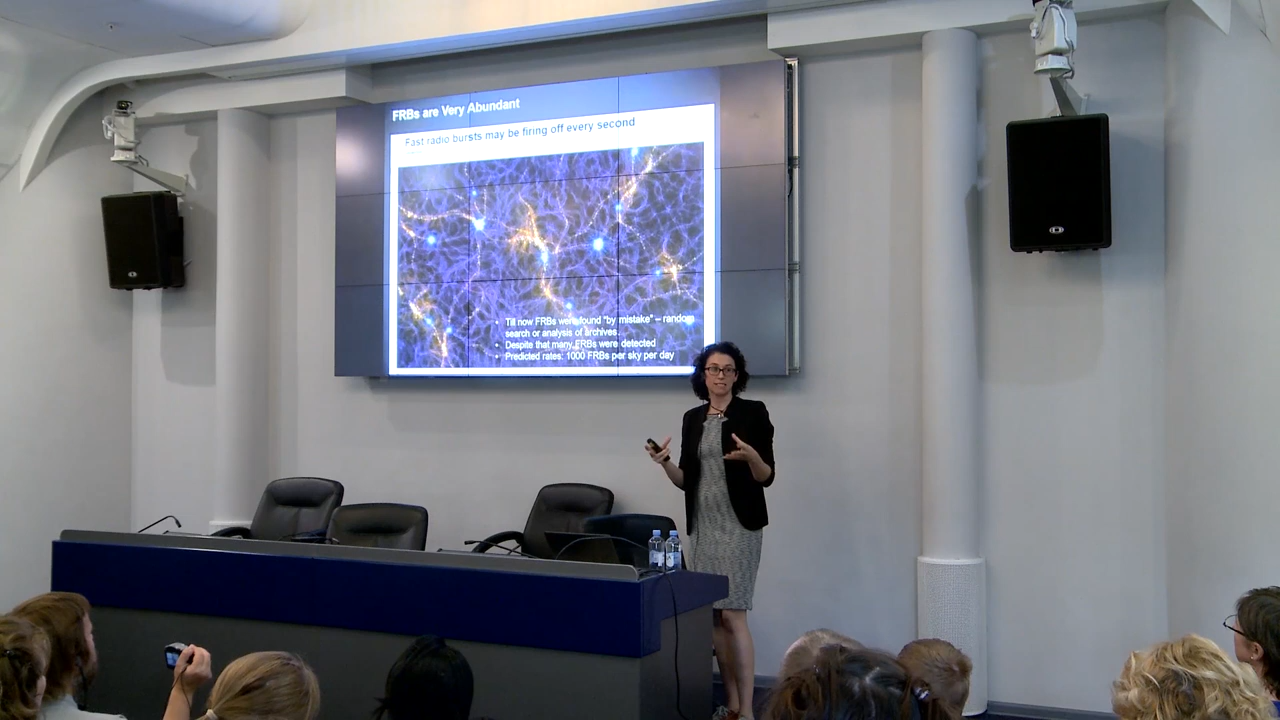 FRBs are Very Abundant
Fast radio bursts may be firing off every second
• Till now FRBs were found "by mistake" – random
search or analysis of archives.
• Despite that many FRBs were detected
• Predicted rates: 1000 FRBs per sky per day